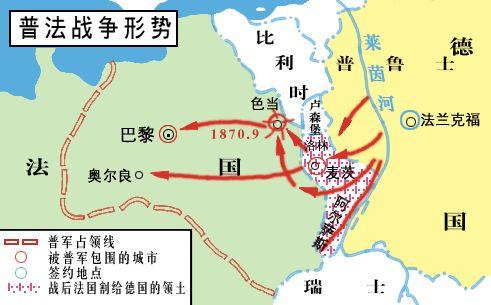 普法战争形势
比利时
莱茵河
普鲁士
德国
卢森堡
色当
法兰克福
巴黎
1870.9
洛林
麦茨
法国
奥尔良
阿尔萨斯
瑞士
普军占领线
被普军包围的城市
签约地点
战后法国割给德国的领土